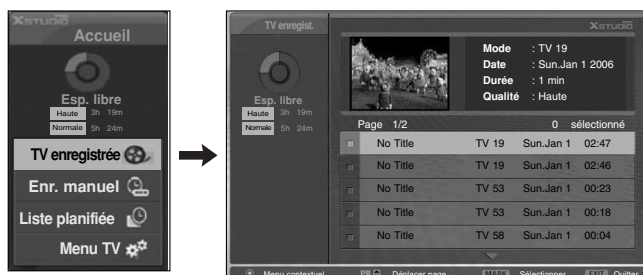 XSTUDIO
Accueil
Esp. libre
Haute 3h 19m
Normale 5h 24m
TV enregistrée
Enr. manuel
Liste planifiée
Menu TV
TV enregist.
XSTUDIO
Esp. libre
Haute 3h 19m
Normale 5h 24m
Mode : TV 19
Date : Sun.Jan 1 2006
Durée : 1 min
Qualité : Haute
Page 1/2 0 sélectionné
No Title TV 19 Sun.Jan 1 02:47
No Title TV 19 Sun.Jan 1 02:46
No Title TV 53 Sun.Jan 1 00:23
No Title TV 53 Sun.Jan 1 00:18
No Title TV 58 Sun.Jan 1 00:04
Menu contextuel PR Déplacer page MARK Sélectionner EXIT Quitter